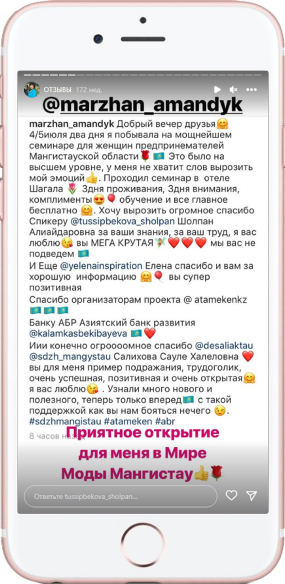 ОТЗЫВЫ 172 нед.
@marzhan_amandyk
marzhan_amandyk Добрый вечер друзья🤗
4/5июля два дня я побывала на мощнейшем
семинаре для женщин предпринемателей
Мангистауской области🌹🇰🇿 Это было на
высшем уровне, у меня не хватит слов вырозить
мой эмоций👍. Проходил семинар в отеле
Шагала 🌹 3дня проживания, 3дня внимания,
комплименты😍🎈 обучение и все главное
бесплатно 🤗. Хочу вырозить огромное спасибо
Спикеру @tussipbekova_sholpan Шолпан
Алиайдаровна за ваши знания, за ваш труд, я вас
люблю😘 вы МЕГА КРУТАЯ💃❤️❤️❤️ мы вас не
подведем 🇰🇿
И Еще @yelenainspiration Елена спасибо и вам за
хорошую информацию 🤗🎈 вы супер
позитивная
Спасибо организаторам проекта @ atamekenkz
🇰🇿🇰🇿🇰🇿
Банку АБР Азиятский банк развития
@kalamkasbekibayeva 🇰🇿❤️
Иии конечно огроооомное спасибо @desaliaktau
@sdzh_mangystau Салихова Сауле Халеловна ❤️
вы для меня пример подражания, трудоголик,
очень успешная, позитивная и очень открытая🤗
я вас люблю😘 . Узнали много нового и
полезного, теперь только вперед🇰🇿 с такой
поддержкой как вы нам бояться нечего 😉.
#sdzhmangistau #atameken #abr
8 часов назад
Приятное открытие
для меня в Мире
Моды Мангистау👍🌹
Ответьте tussipbekova_sholpan...